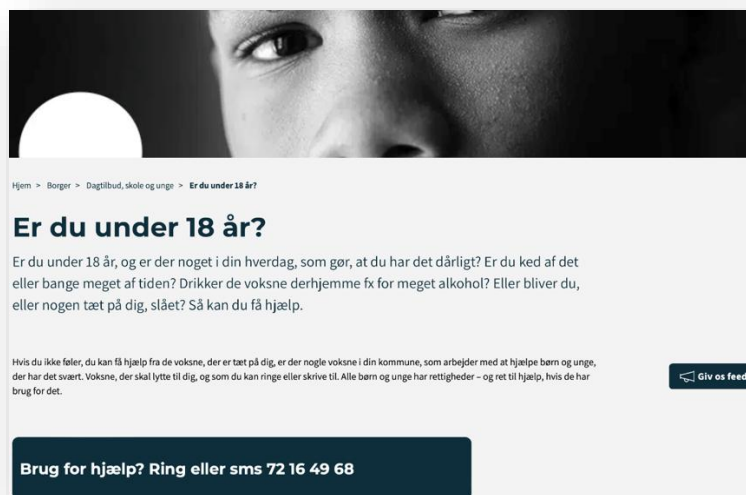 Hjem > Borger > Dagtilbud, skole og unge > Er du under 18 år?
Er du under 18 år?
Er du under 18 år, og er der noget i din hverdag, som gør, at du har det dårligt? Er du ked af det
eller bange meget af tiden? Drikker de voksne derhjemme fx for meget alkohol? Eller bliver du,
eller nogen tæt på dig, slået? Så kan du få hjælp.
Hvis du ikke føler, du kan få hjælp fra de voksne, der er tæt på dig, er der nogle voksne i din kommune, som arbejder med at hjælpe børn og unge,
der har det svært. Voksne, der skal lytte til dig, og som du kan ringe eller skrive til. Alle børn og unge har rettigheder – og ret til hjælp, hvis de har
brug for det.
Giv os feed
Brug for hjælp? Ring eller sms 72 16 49 68